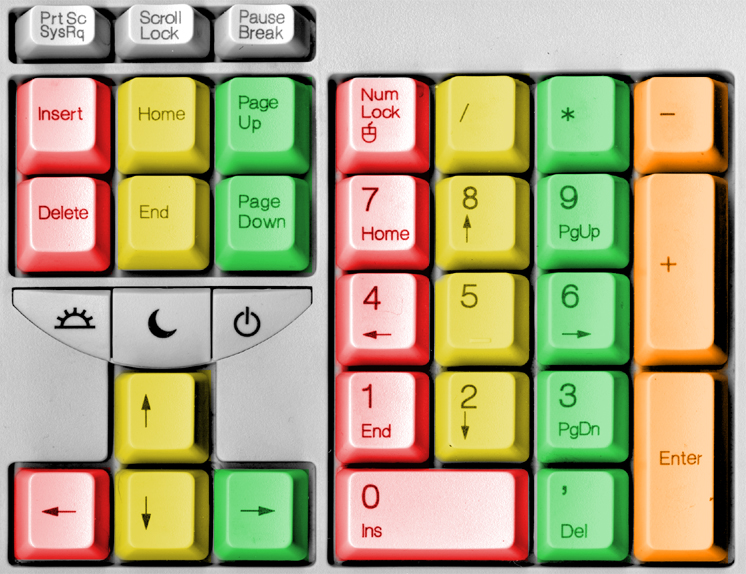 Prt Sc
SysRq
Scroll
Lock
Pause
Break
Insert
Home
Page
Up
Delete
End
Page
Down
Num
Lock
/
*
−
7
Home
8
↑
9
PgUp
+
4
←
5
6
→
1
End
2
↓
3
PgDn
Enter
0
Ins
,
Del
↑
←
↓
→